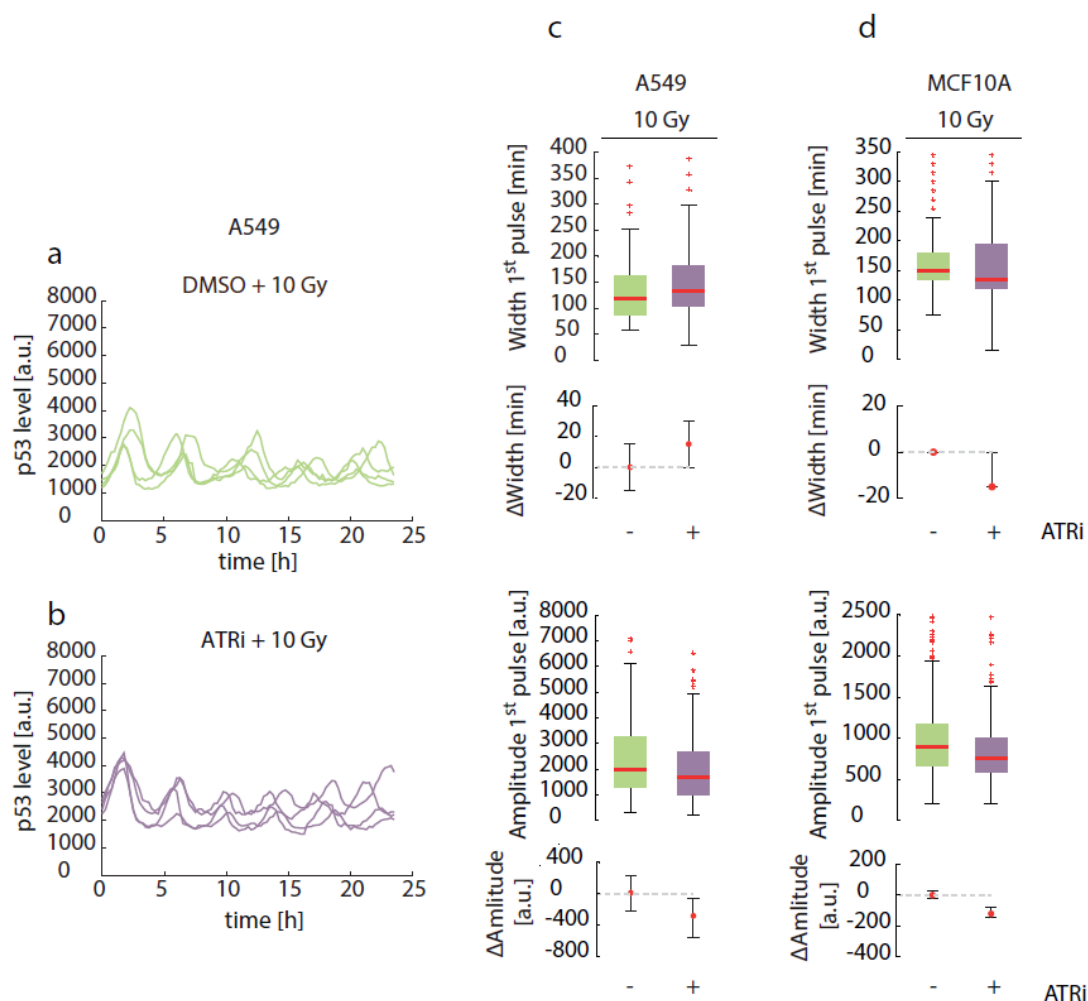 c
d
A549
10 Gy
MCF10A
10 Gy
A549
a
DMSO + 10 Gy
8000
7000
6000
5000
4000
3000
2000
1000
0
p53 level [a.u.]
0 5 10 15 20 25
time [h]
b
ATRi + 10 Gy
8000
7000
6000
5000
4000
3000
2000
1000
0
p53 level [a.u.]
0 5 10 15 20 25
time [h]
Width 1st pulse [min]
400
350
300
250
200
150
100
50
0
ΔWidth [min]
40
20
0
-20
- +
Amplitude 1st pulse [a.u.]
8000
7000
6000
5000
4000
3000
2000
1000
0
ΔAmlitude
[a.u.]
400
0
-400
-800
- +
Width 1st pulse [min]
350
300
250
200
150
100
50
0
ΔWidth [min]
20
0
-20
- + ATRi
Amplitude 1st pulse [a.u.]
2500
2000
1500
1000
500
0
ΔAmlitude
[a.u.]
200
0
-200
-400
- + ATRi